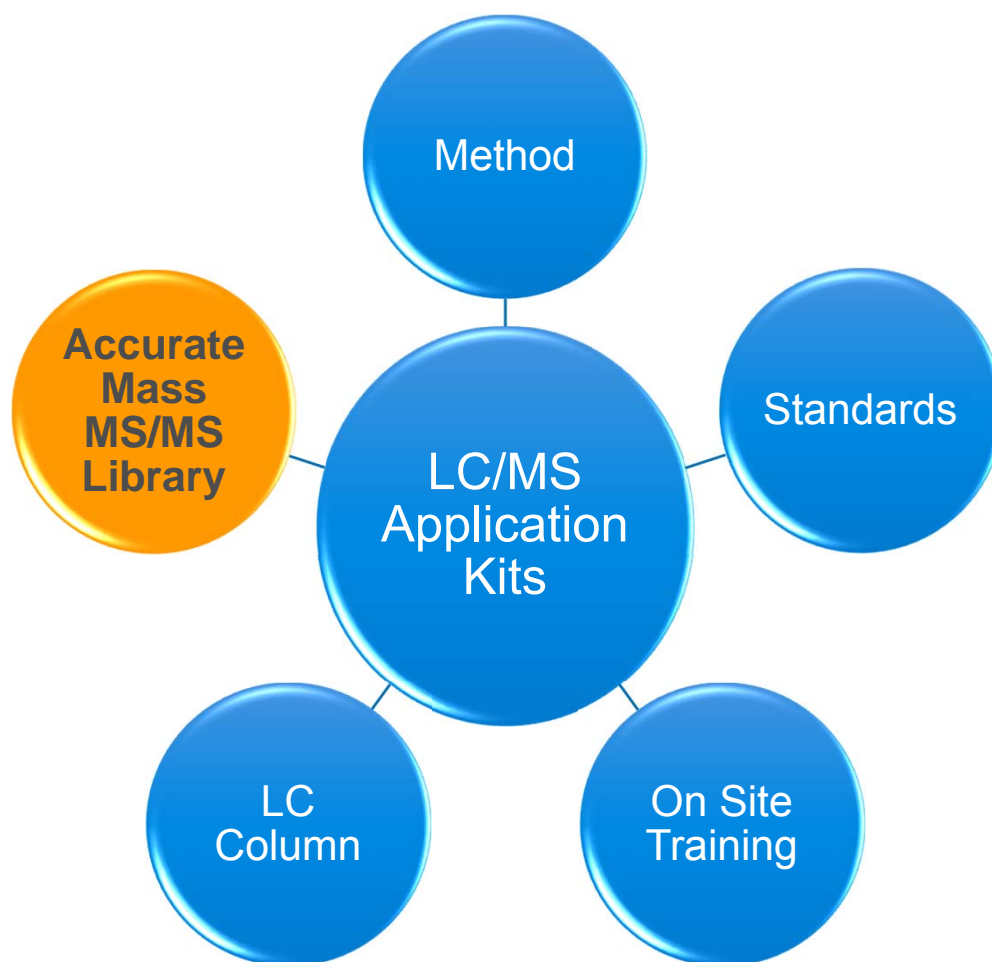 Method
Accurate
Mass
MS/MS
Library
Standards
LC/MS
Application
Kits
LC
Column
On Site
Training